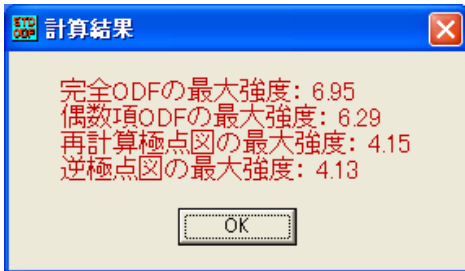 STD
ODF
計算結果
完全ODFの最大強度: 6.95
偶数項ODFの最大強度: 6.29
再計算極点図の最大強度: 4.15
逆極点図の最大強度: 4.13
OK